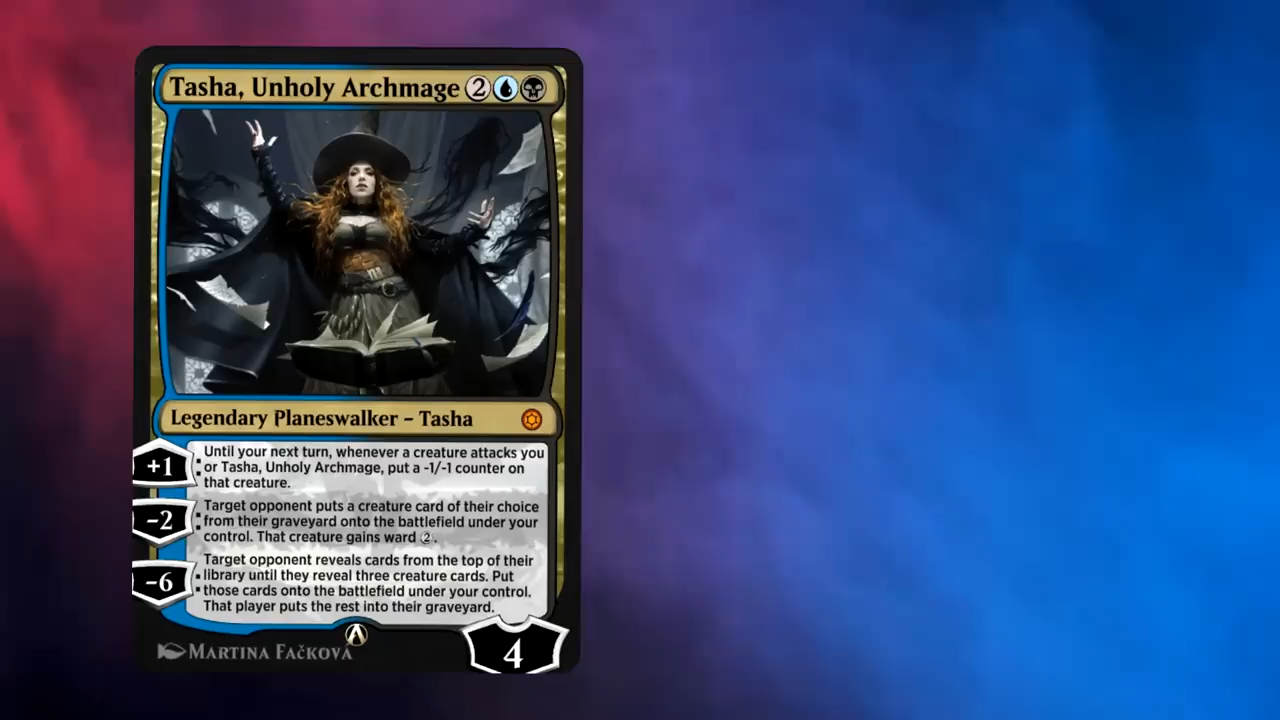 Tasha, Unholy Archmage 2
Legendary Planeswalker – Tasha
+1: Until your next turn, whenever a creature attacks you
or Tasha, Unholy Archmage, put a -1/-1 counter on
that creature.
−2: Target opponent puts a creature card of their choice
from their graveyard onto the battlefield under your
control. That creature gains ward 2.
−6: Target opponent reveals cards from the top of their
library until they reveal three creature cards. Put
those cards onto the battlefield under your control.
That player puts the rest into their graveyard.
Martina Fačková
4